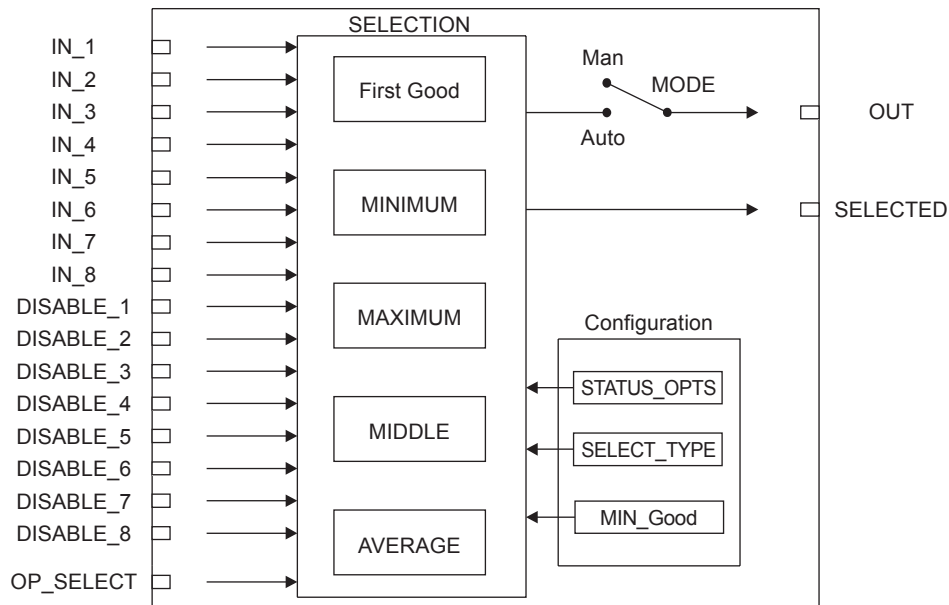 SELECTION
IN_1
IN_2
IN_3
IN_4
IN_5
IN_6
IN_7
IN_8
DISABLE_1
DISABLE_2
DISABLE_3
DISABLE_4
DISABLE_5
DISABLE_6
DISABLE_7
DISABLE_8
OP_SELECT
First Good
MINIMUM
MAXIMUM
MIDDLE
AVERAGE
Man
MODE
Auto
OUT
SELECTED
Configuration
STATUS_OPTS
SELECT_TYPE
MIN_Good